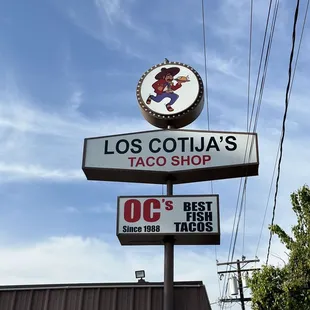 LOS COTIJA'S
TACO SHOP
OC's
Since 1988
BEST
FISH
TACOS